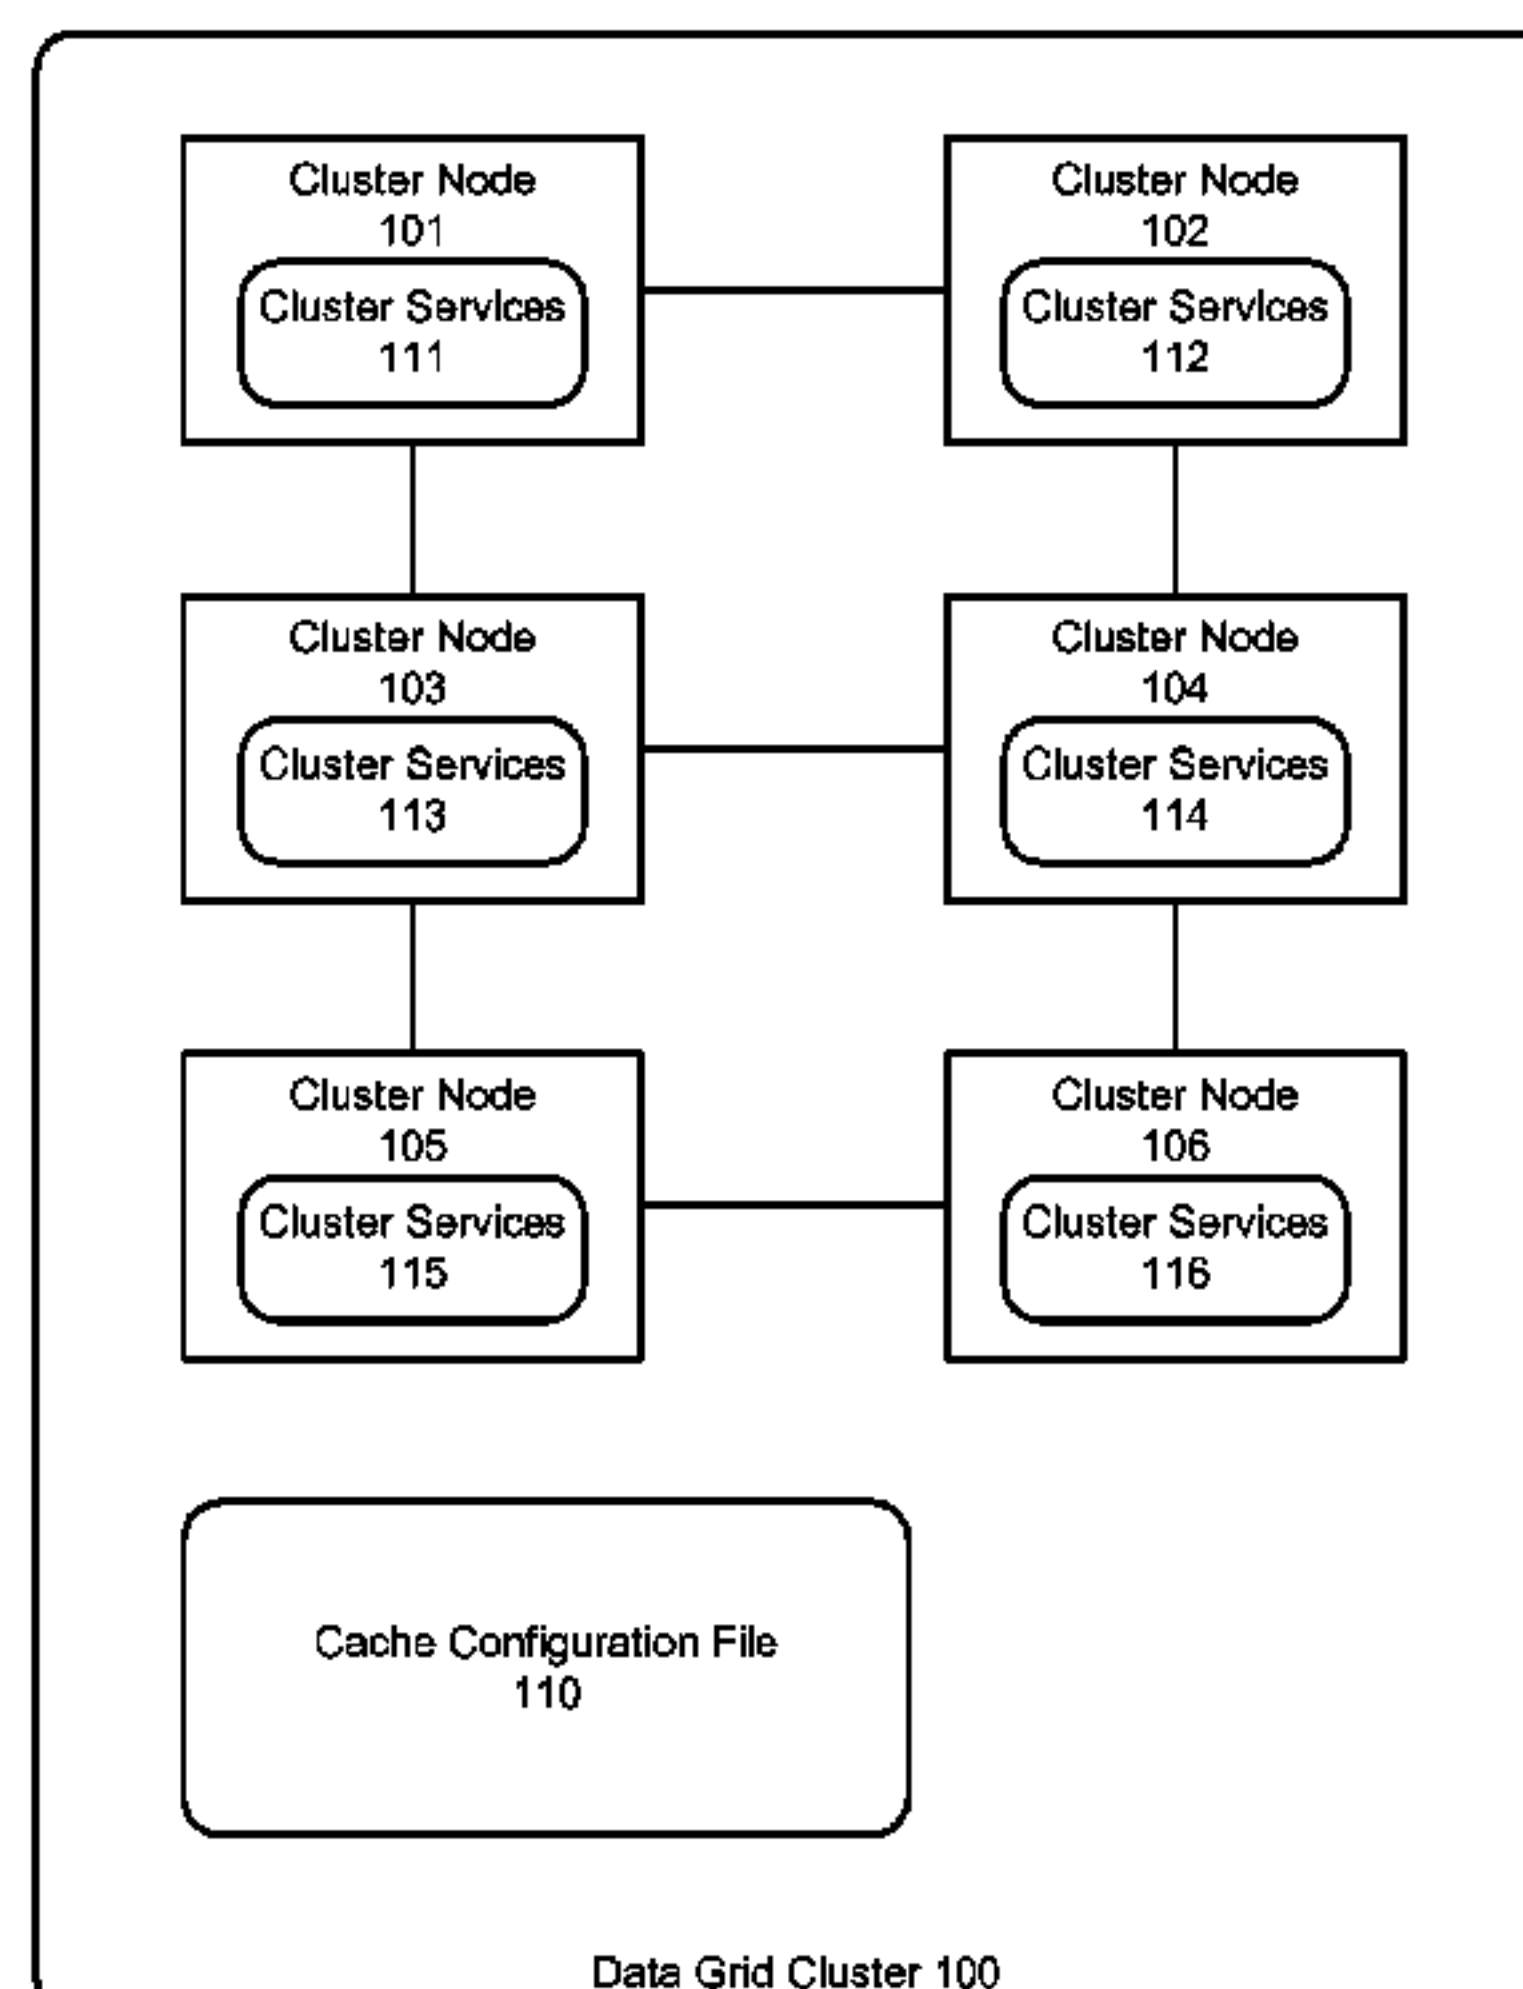 Cluster Node
101
Cluster Services
111
Cluster Node
102
Cluster Services
112
Cluster Node
103
Cluster Services
113
Cluster Node
104
Cluster Services
114
Cluster Node
105
Cluster Services
115
Cluster Node
106
Cluster Services
116
Cache Configuration File
110
Data Grid Cluster 100